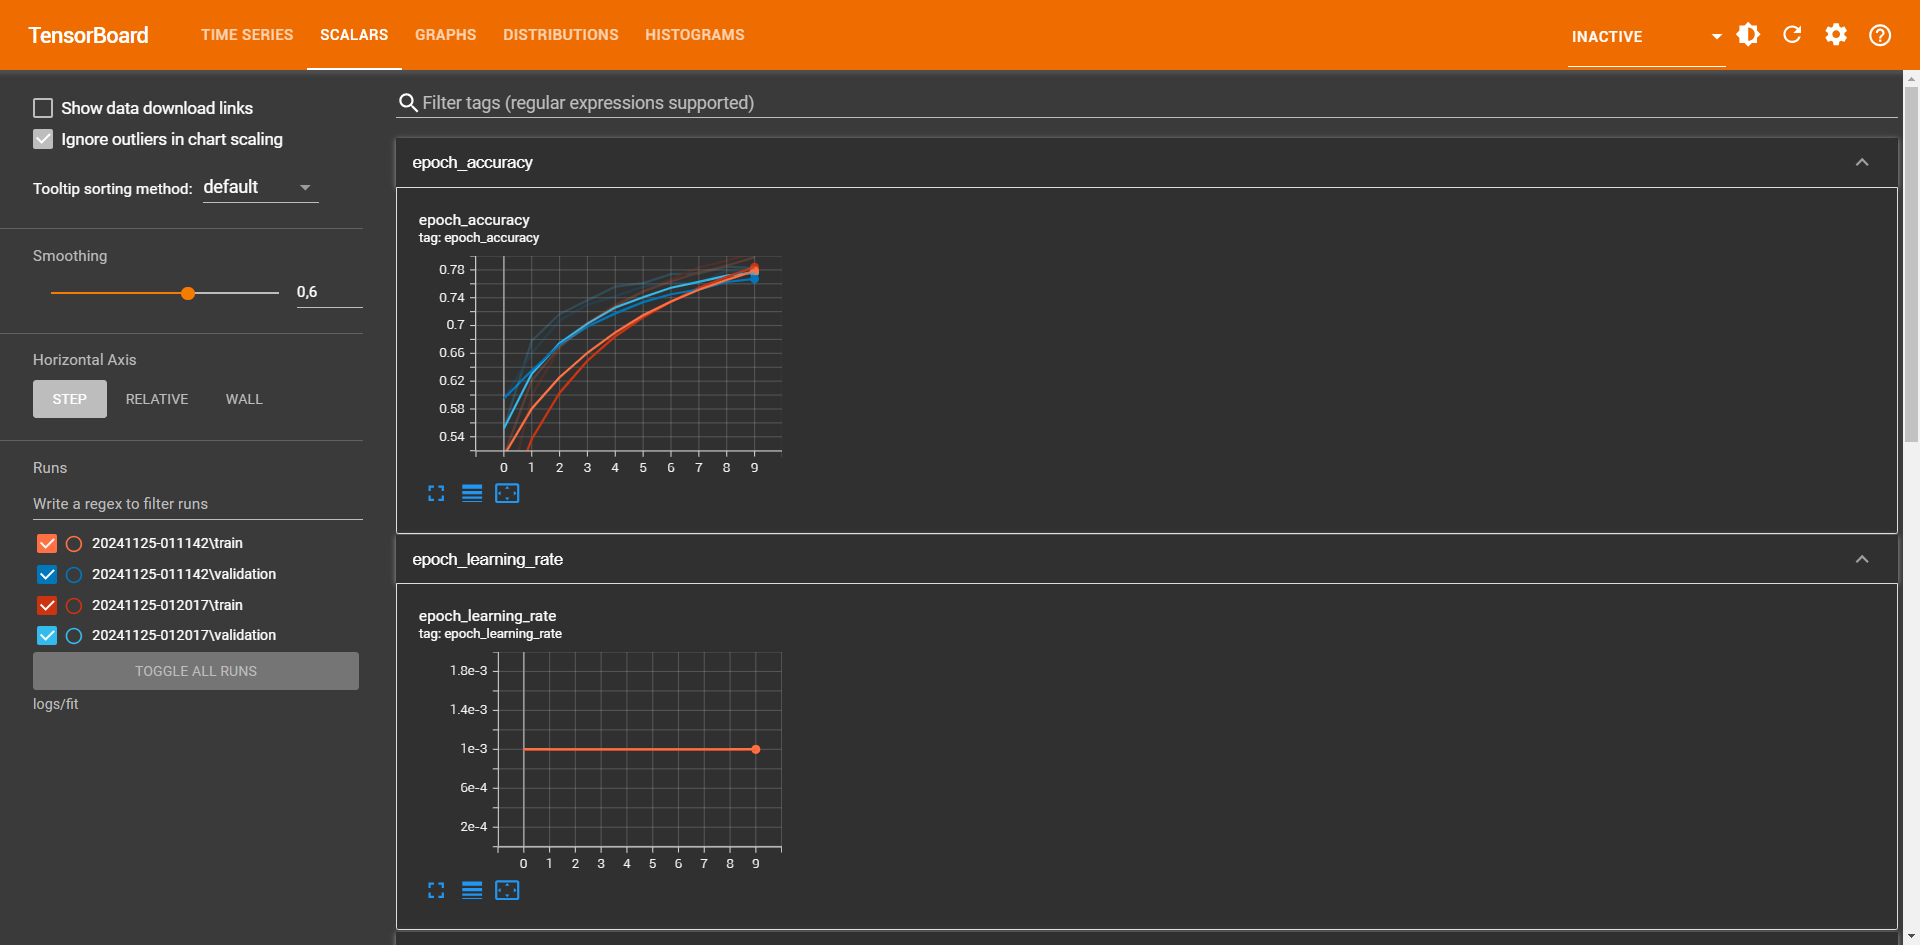 TensorBoard TIME SERIES SCALARS GRAPHS DISTRIBUTIONS HISTOGRAMS INACTIVE
Show data download links
Ignore outliers in chart scaling
Tooltip sorting method: default
Smoothing
0,6
Horizontal Axis
STEP RELATIVE WALL
Runs
Write a regex to filter runs
20241125-011142\train
20241125-011142\validation
20241125-012017\train
20241125-012017\validation
TOGGLE ALL RUNS
logs/fit
Filter tags (regular expressions supported)
epoch_accuracy
epoch_accuracy
tag: epoch_accuracy
0.78
0.74
0.7
0.66
0.62
0.58
0.54
0 1 2 3 4 5 6 7 8 9
epoch_learning_rate
epoch_learning_rate
tag: epoch_learning_rate
1.8e-3
1.4e-3
1e-3
6e-4
2e-4
0 1 2 3 4 5 6 7 8 9